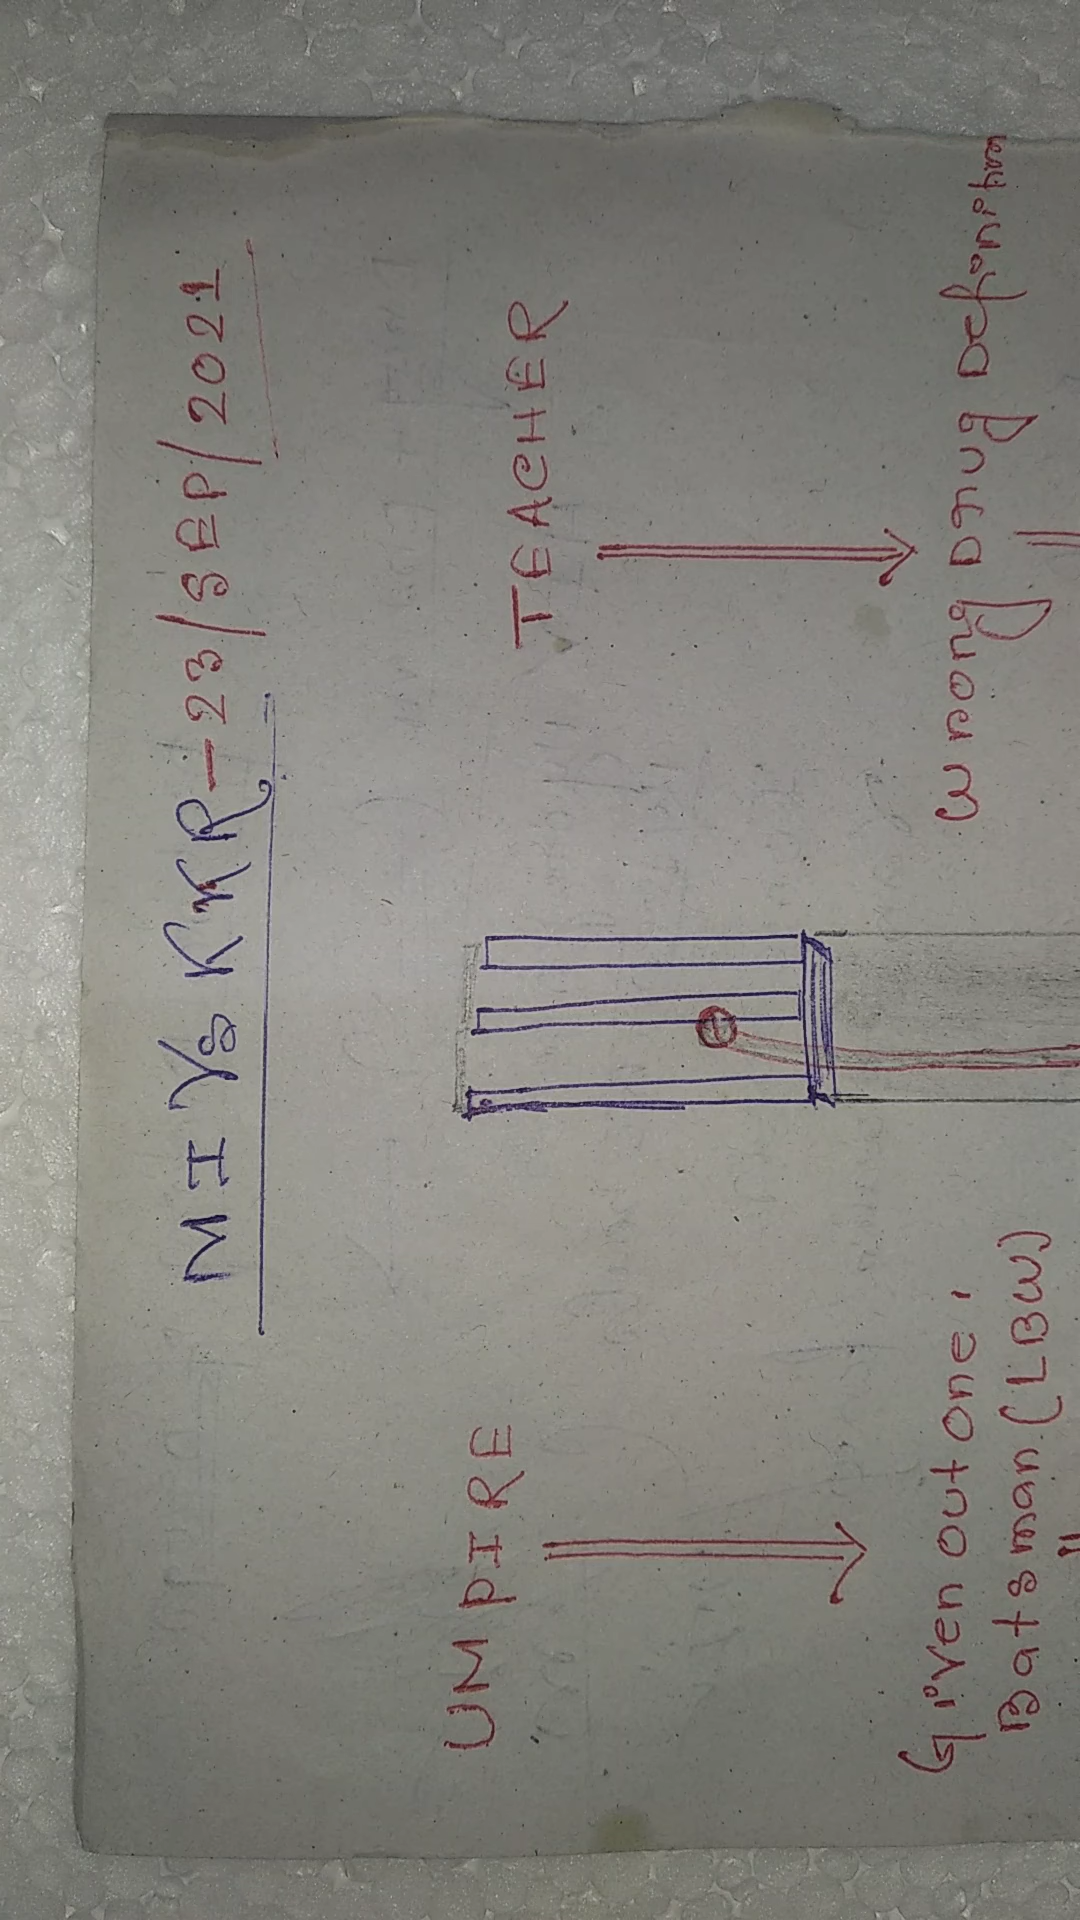 MI Vs KKR - 23/SEP/2021
UMPIRE
TEACHER
Given out one,
Batsman (LBW)
Wrong Drug Definition